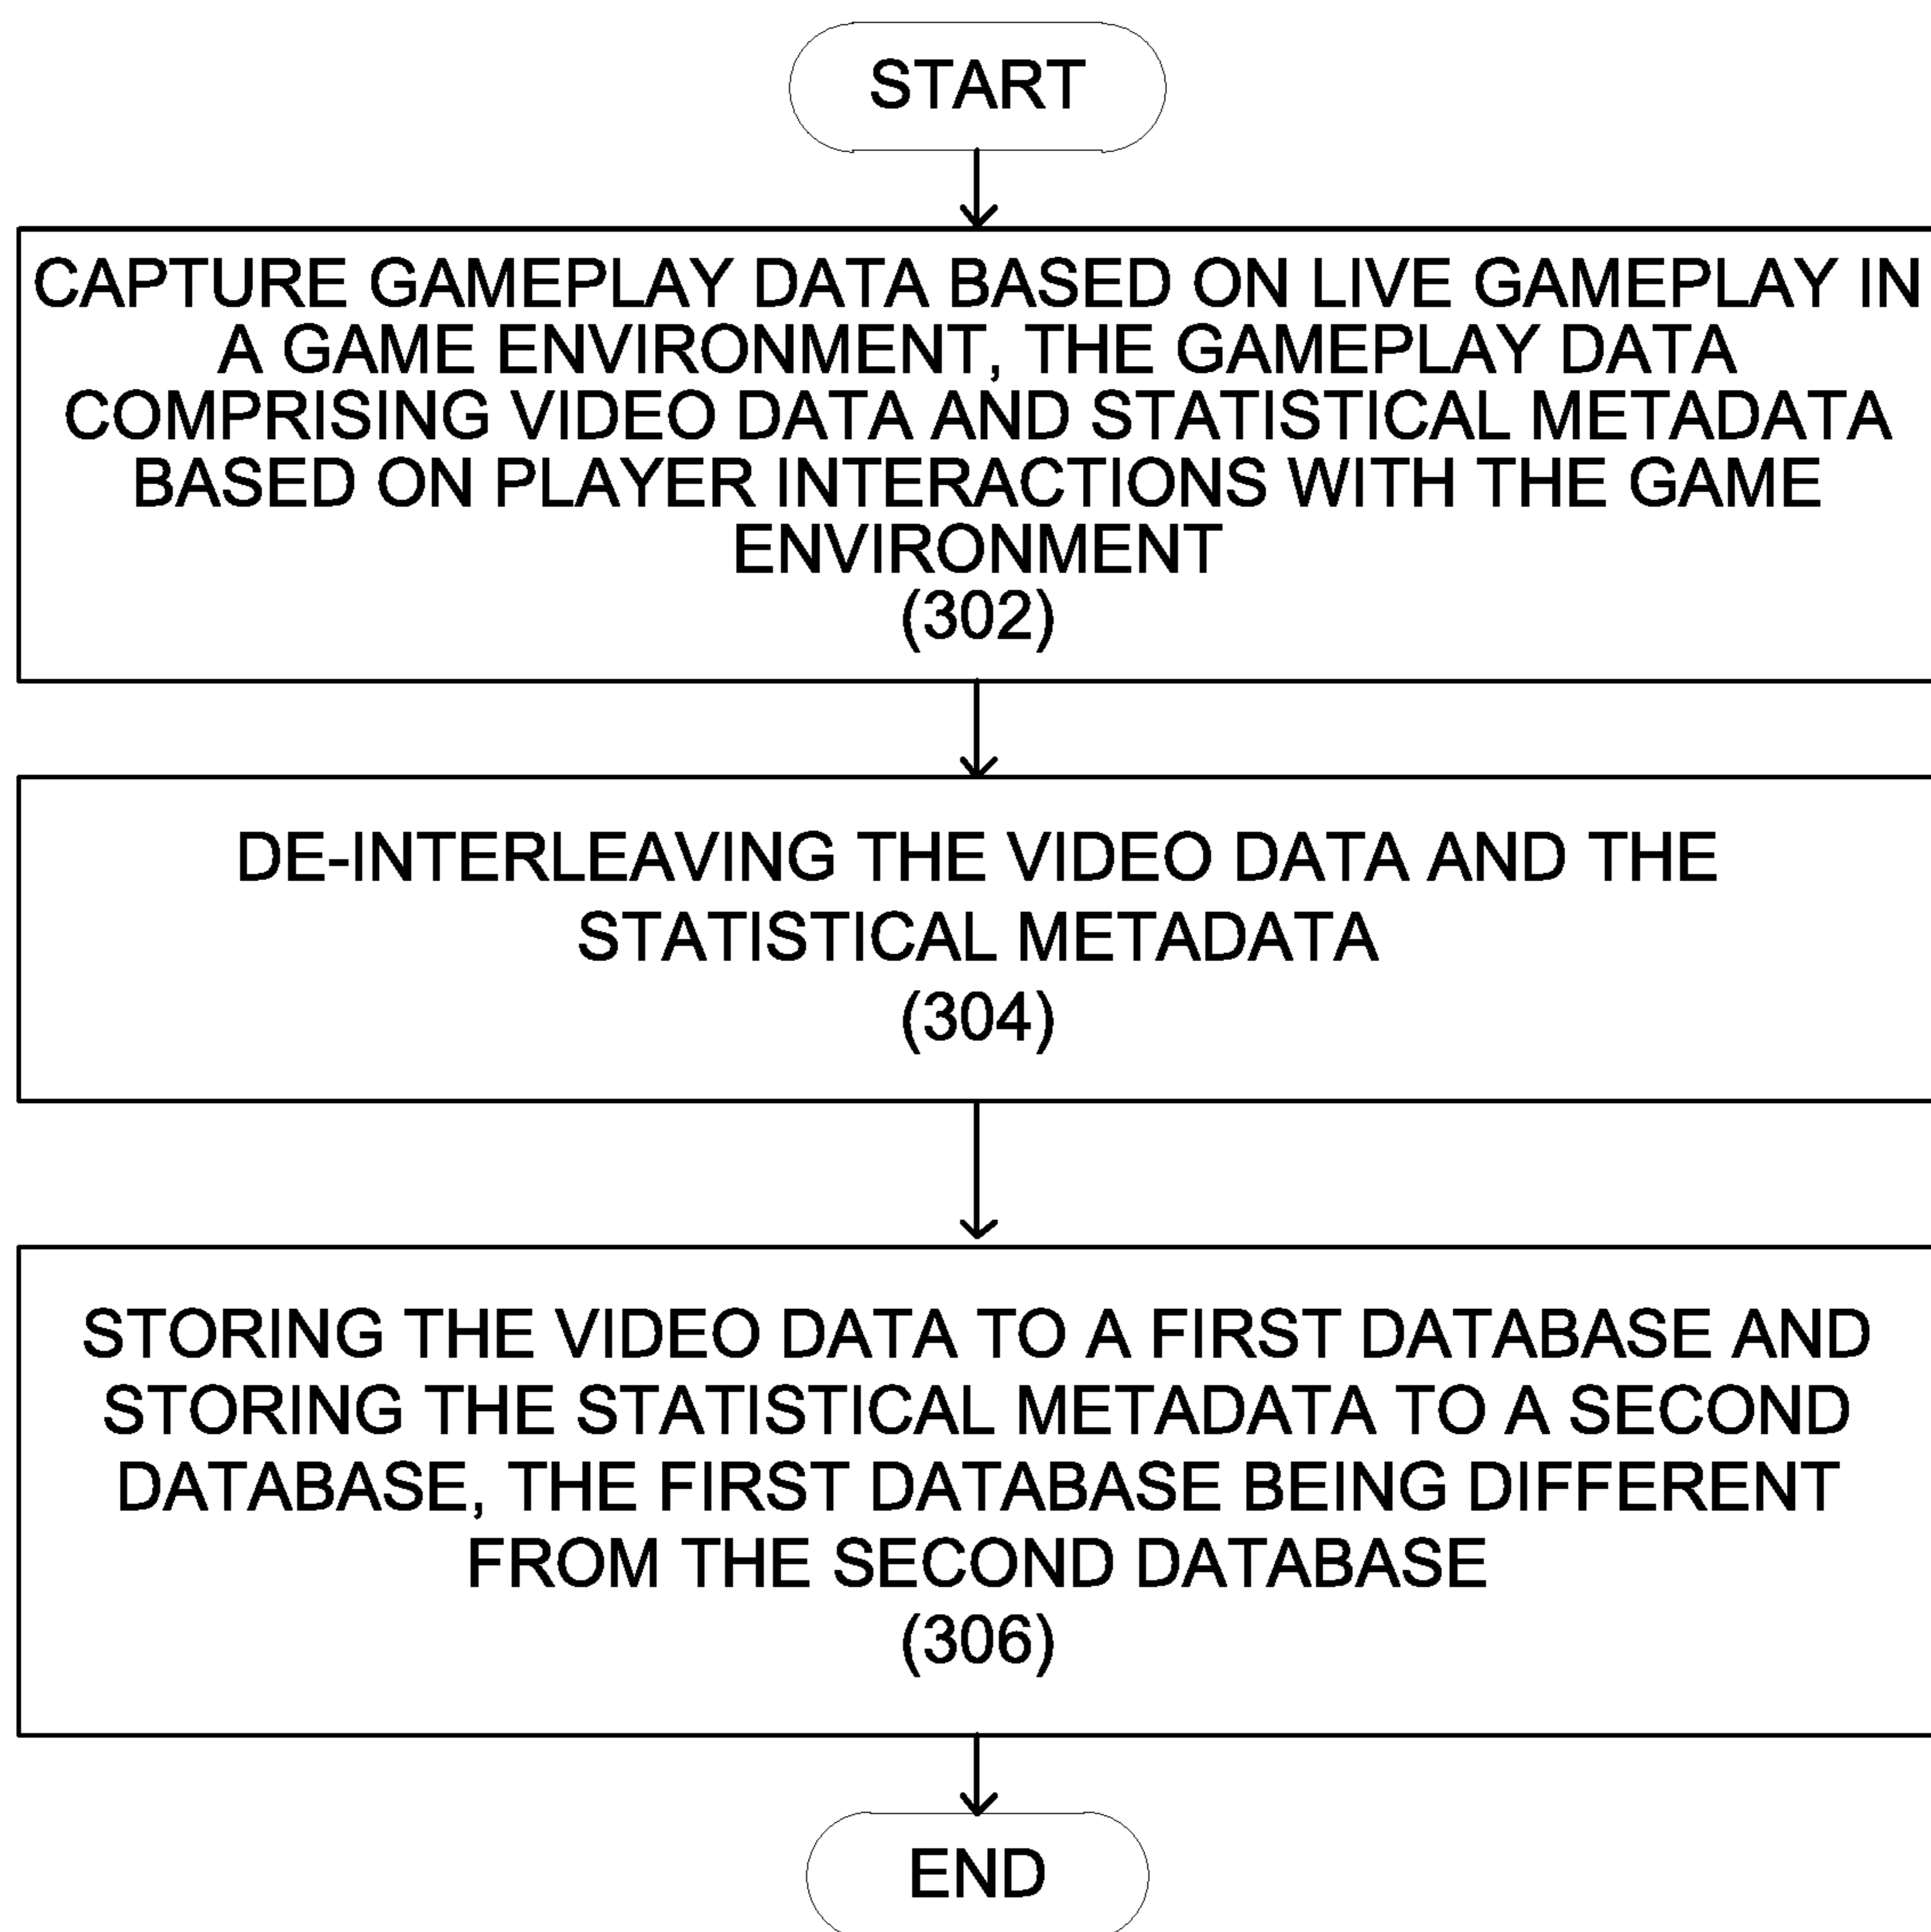 START
CAPTURE GAMEPLAY DATA BASED ON LIVE GAMEPLAY IN
A GAME ENVIRONMENT, THE GAMEPLAY DATA
COMPRISING VIDEO DATA AND STATISTICAL METADATA
BASED ON PLAYER INTERACTIONS WITH THE GAME
ENVIRONMENT
(302)
DE-INTERLEAVING THE VIDEO DATA AND THE
STATISTICAL METADATA
(304)
STORING THE VIDEO DATA TO A FIRST DATABASE AND
STORING THE STATISTICAL METADATA TO A SECOND
DATABASE, THE FIRST DATABASE BEING DIFFERENT
FROM THE SECOND DATABASE
(306)
END